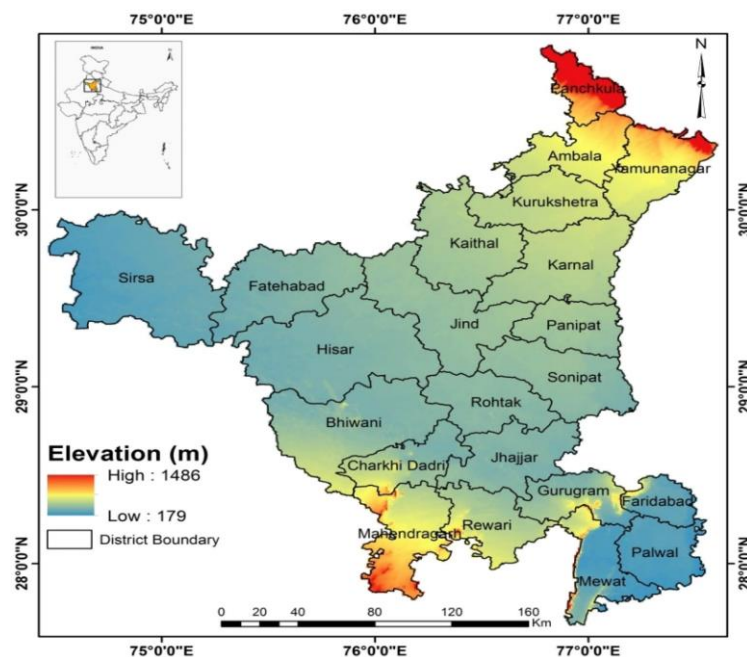 75°0'0"E 76°0'0"E 77°0'0"E
INDIA
N
Panchkula
Ambala
Yamunanagar
30°0'0"N 30°0'0"N
Kurukshetra
Kaithal
Karnal
Sirsa
Fatehabad
Jind
Panipat
Hisar
Sonipat
29°0'0"N 29°0'0"N
Rohtak
Bhiwani
Elevation (m)
High : 1486
Low : 179
District Boundary
Charkhi Dadri
Jhajjar
Gurugram
Faridabad
Mahendragarh
Rewari
Palwal
Mewat
28°0'0"N 28°0'0"N
0 20 40 80 120 160
Km
75°0'0"E 76°0'0"E 77°0'0"E